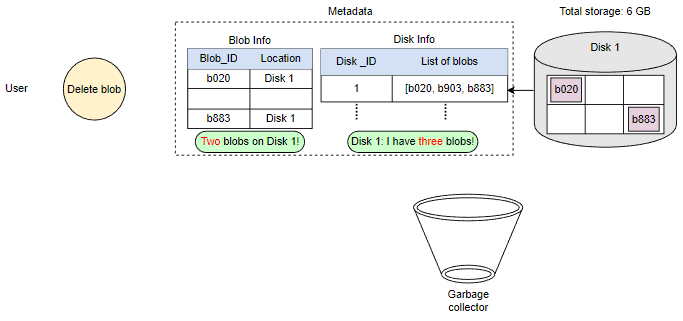 Metadata
Total storage: 6 GB
User
Delete blob
Blob Info
Blob_ID Location
b020 Disk 1
b883 Disk 1
Two blobs on Disk 1!
Disk Info
Disk _ID List of blobs
1 [b020, b903, b883]
Disk 1: I have three blobs!
Disk 1
b020
b883
Garbage
collector